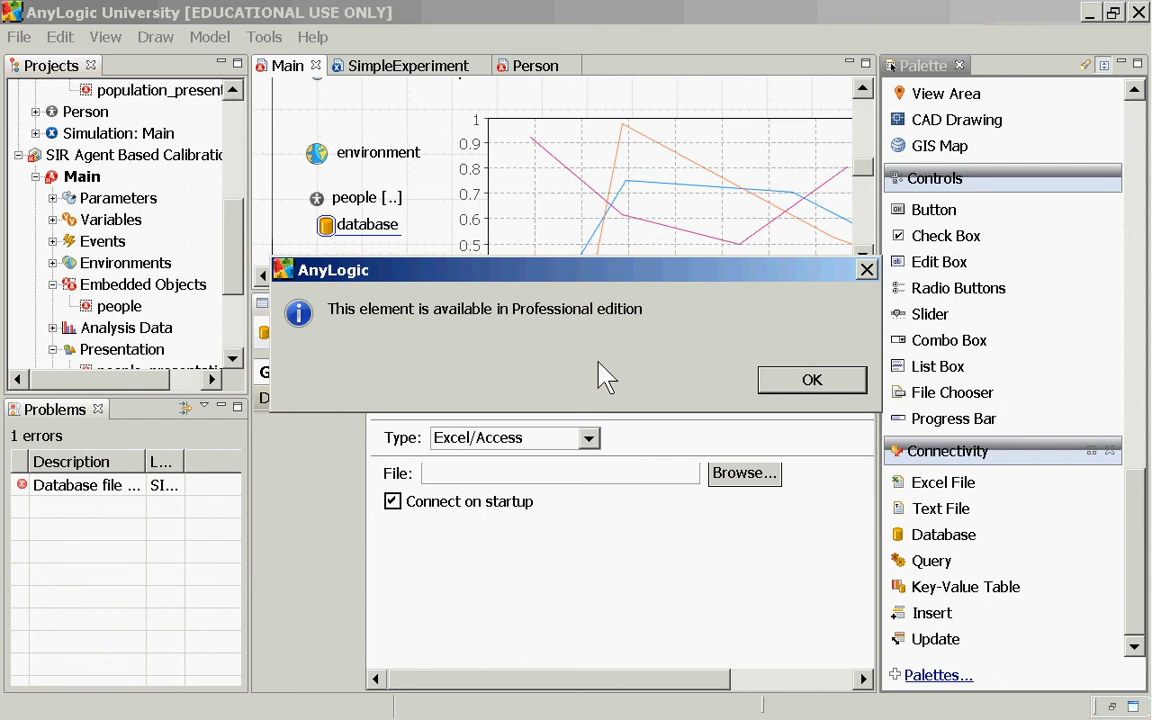 AnyLogic University [EDUCATIONAL USE ONLY]
File Edit View Draw Model Tools Help
Projects
population_present
Person
Simulation: Main
SIR Agent Based Calibratic
Main
Parameters
Variables
Events
Environments
Embedded Objects
people
Analysis Data
Presentation
Problems
1 errors
Description L...
Database file ... SI...
Main SimpleExperiment Person
environment
people [..]
database
1
0.9
0.8
0.7
0.6
0.5
AnyLogic
This element is available in Professional edition
OK
G
D
Type: Excel/Access
File: Browse...
Connect on startup
Palette
View Area
CAD Drawing
GIS Map
Controls
Button
Check Box
Edit Box
Radio Buttons
Slider
Combo Box
List Box
File Chooser
Progress Bar
Connectivity
Excel File
Text File
Database
Query
Key-Value Table
Insert
Update
Palettes...